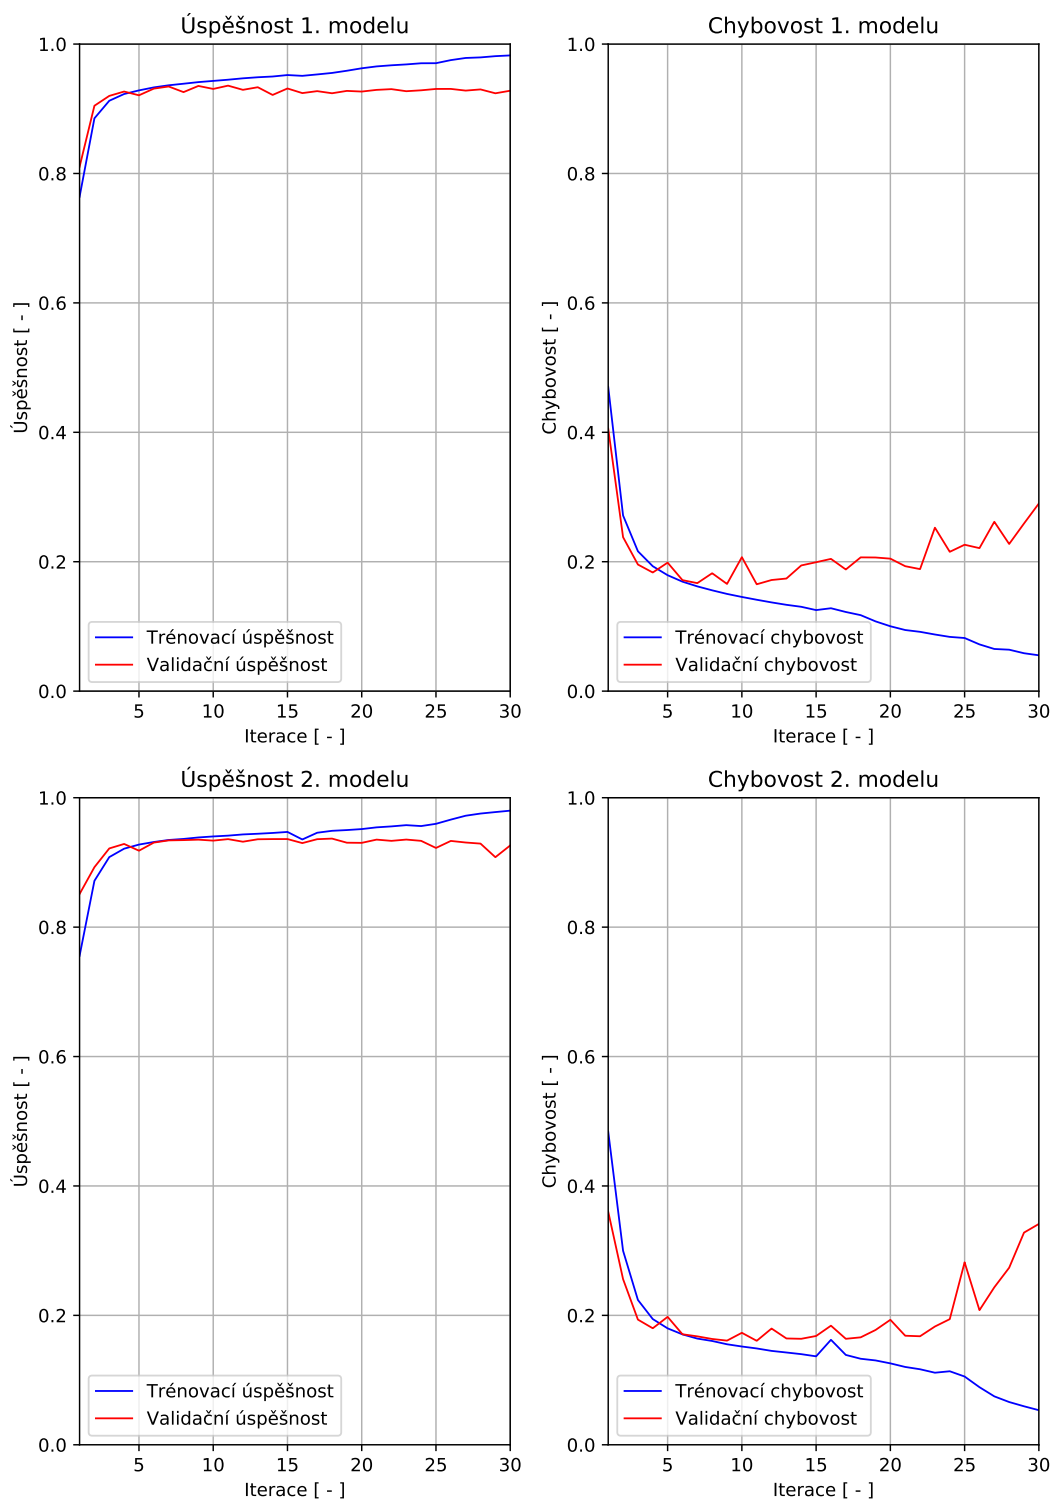 Úspěšnost 1. modelu
1.0
0.8
0.6
0.4
0.2
0.0
Úspěšnost [ - ]
Trénovací úspěšnost
Validační úspěšnost
5 10 15 20 25 30
Iterace [ - ]
Chybovost 1. modelu
1.0
0.8
0.6
0.4
0.2
0.0
Chybovost [ - ]
Trénovací chybovost
Validační chybovost
5 10 15 20 25 30
Iterace [ - ]
Úspěšnost 2. modelu
1.0
0.8
0.6
0.4
0.2
0.0
Úspěšnost [ - ]
Trénovací úspěšnost
Validační úspěšnost
5 10 15 20 25 30
Iterace [ - ]
Chybovost 2. modelu
1.0
0.8
0.6
0.4
0.2
0.0
Chybovost [ - ]
Trénovací chybovost
Validační chybovost
5 10 15 20 25 30
Iterace [ - ]